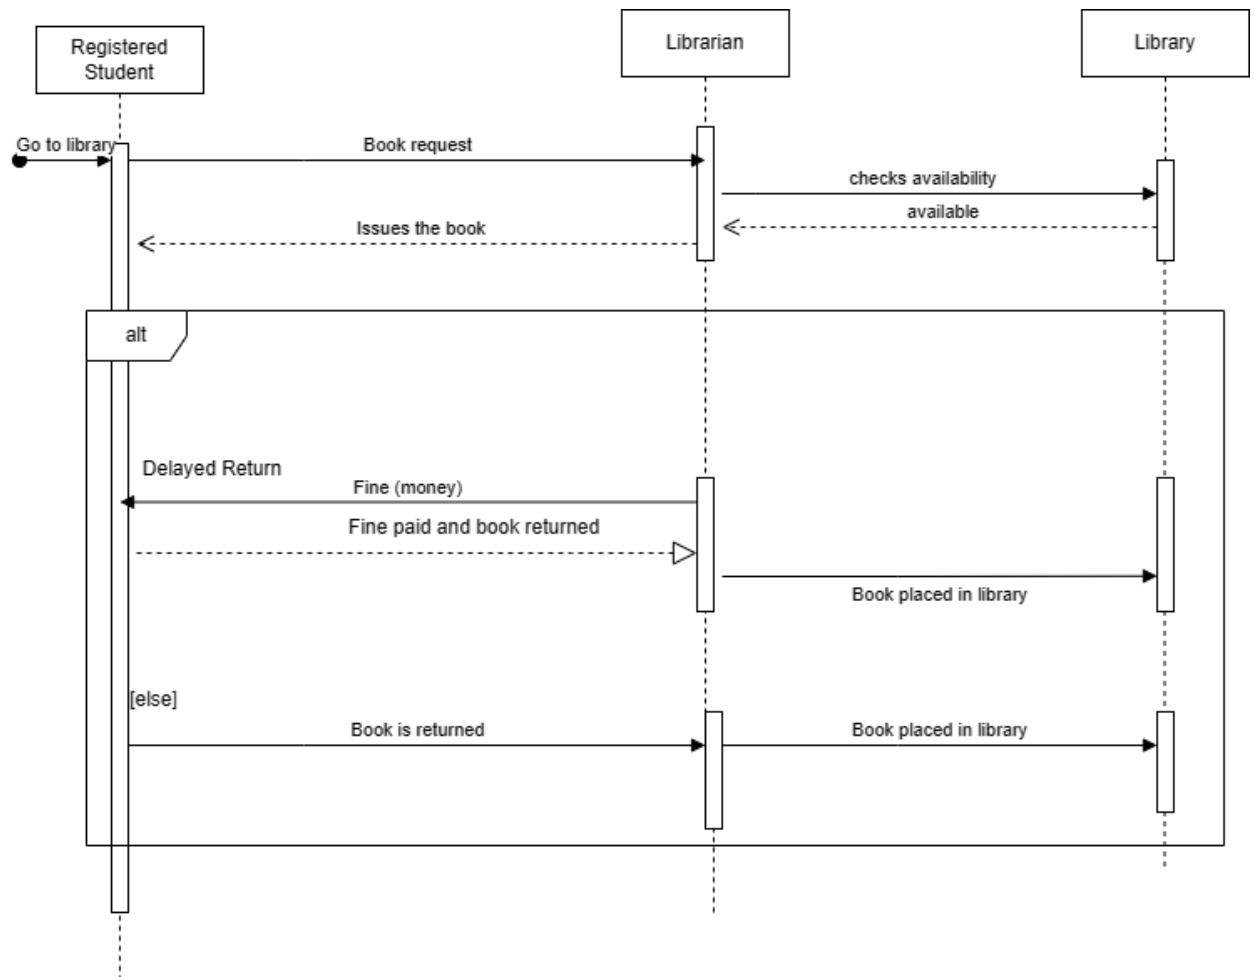 Registered
Student
Librarian
Library
Go to library
Book request
checks availability
available
Issues the book
alt
Delayed Return
Fine (money)
Fine paid and book returned
Book placed in library
[else]
Book is returned
Book placed in library